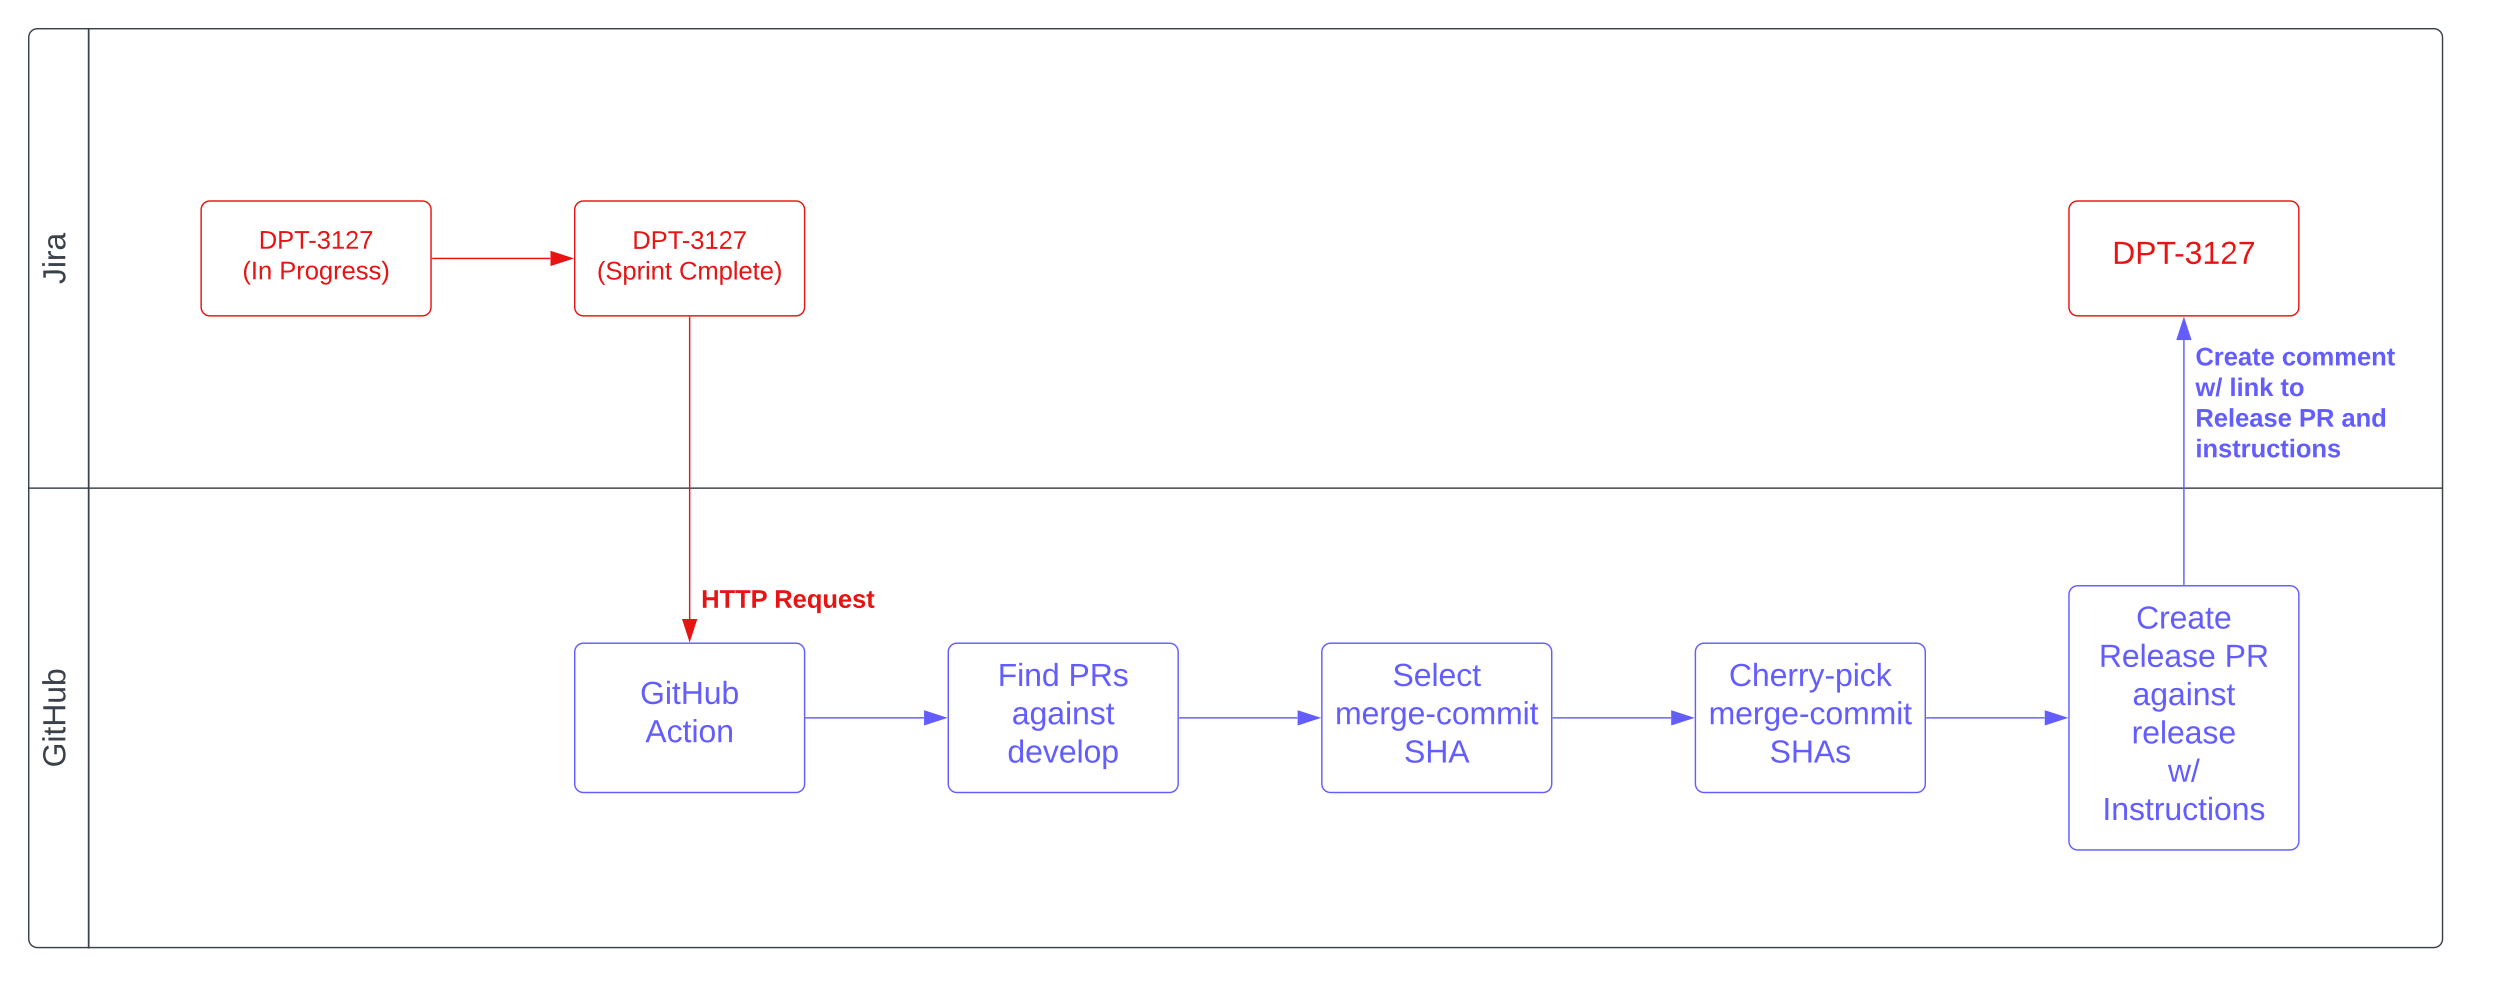 Jira
DPT-3127
(In Progress)
DPT-3127
(Sprint Complete)
DPT-3127
Create comment
w/ link to
Release PR and
instructions
HTTP Request
GitHub
GitHub
Action
Find PRs
against
develop
Select
merge-commit
SHA
Cherry-pick
merge-commit
SHAs
Create
Release PR
against
release
w/
Instructions